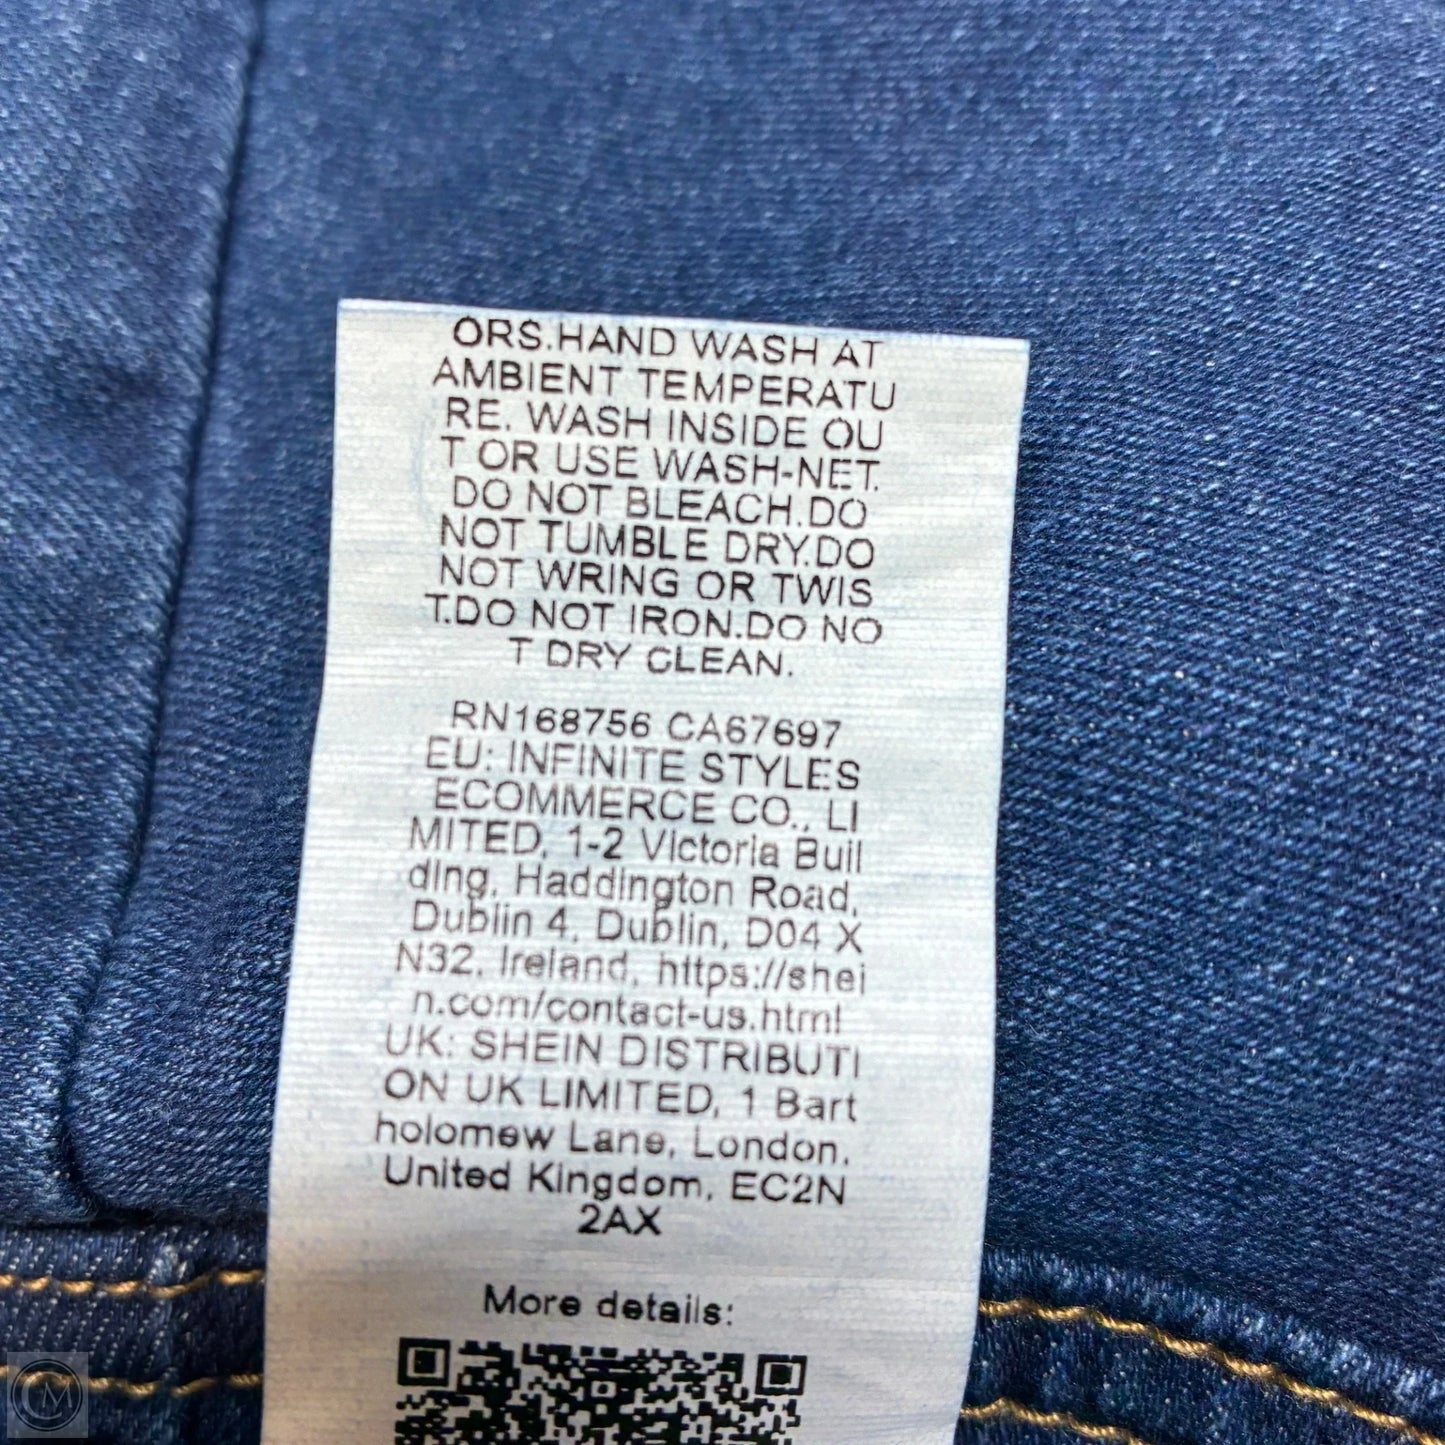 ORS.HAND WASH AT
AMBIENT TEMPERATU
RE. WASH INSIDE OU
T OR USE WASH-NET.
DO NOT BLEACH.DO
NOT TUMBLE DRY.DO
NOT WRING OR TWIS
T.DO NOT IRON.DO NO
T DRY CLEAN.
RN168756 CA67697
EU: INFINITE STYLES
ECOMMERCE CO., LI
MITED, 1-2 Victoria Buil
ding, Haddington Road,
Dublin 4, Dublin, D04 X
N32, Ireland, https://shei
n.com/contact-us.html
UK: SHEIN DISTRIBUTI
ON UK LIMITED, 1 Bart
holomew Lane, London,
United Kingdom, EC2N
2AX
More details:
CM